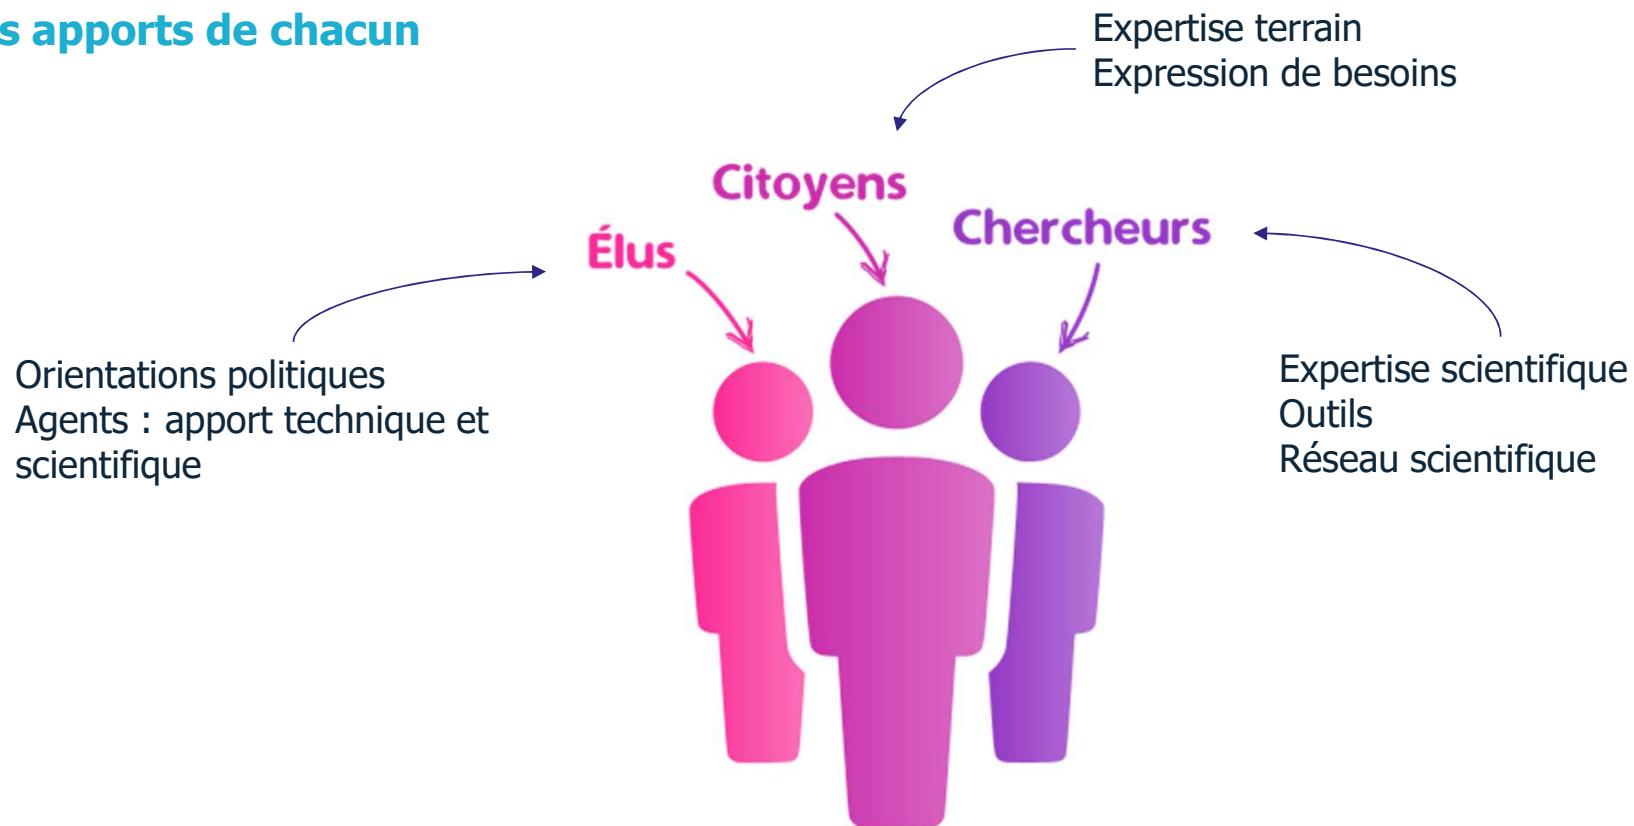 s apports de chacun
Expertise terrain
Expression de besoins
Citoyens
Chercheurs
Élus
Orientations politiques
Agents : apport technique et
scientifique
Expertise scientifique
Outils
Réseau scientifique